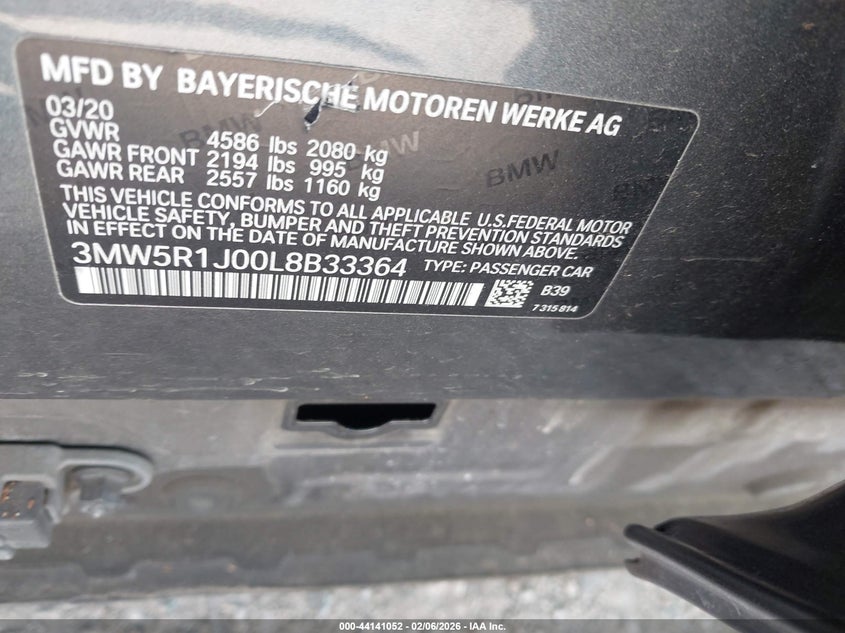 MFD BY BAYERISCHE MOTOREN WERKE AG
03/20
GVWR 4586 lbs 2080 kg
GAWR FRONT 2194 lbs 995 kg
GAWR REAR 2557 lbs 1160 kg
THIS VEHICLE CONFORMS TO ALL APPLICABLE U.S.FEDERAL MOTOR
VEHICLE SAFETY, BUMPER AND THEFT PREVENTION STANDARDS
IN EFFECT ON THE DATE OF MANUFACTURE SHOWN ABOVE.
3MW5R1J00L8B33364 TYPE: PASSENGER CAR
B39
7315814
BMW
BMW
BMW
000-44141052 - 02/06/2026 - IAA Inc.